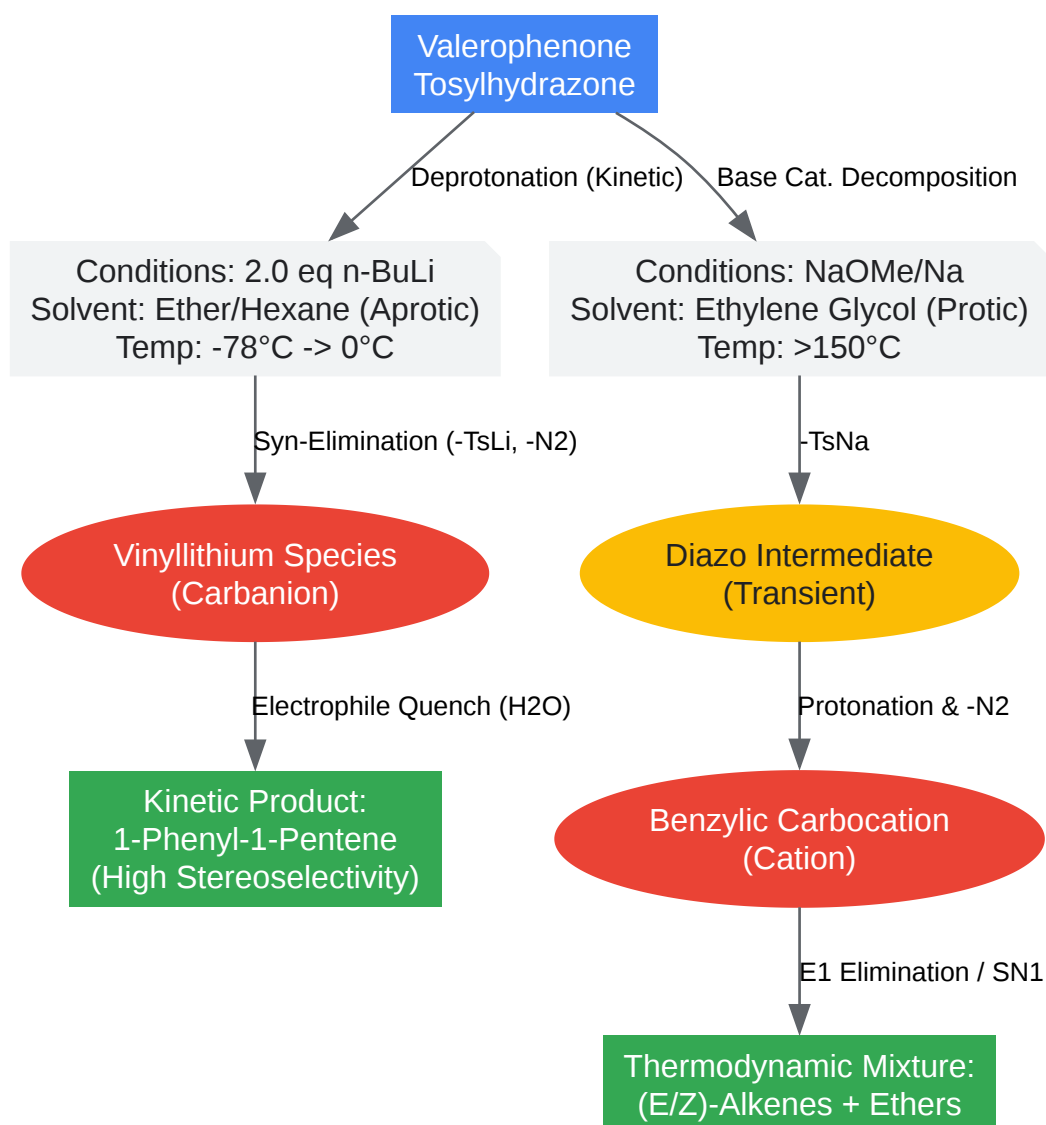 Valerophenone
Tosylhydrazone
Deprotonation (Kinetic)
Base Cat. Decomposition
Conditions: 2.0 eq n-BuLi
Solvent: Ether/Hexane (Aprotic)
Temp: -78°C -> 0°C
Conditions: NaOMe/Na
Solvent: Ethylene Glycol (Protic)
Temp: >150°C
Syn-Elimination (-TsLi, -N2)
-TsNa
Vinyllithium Species
(Carbanion)
Diazo Intermediate
(Transient)
Electrophile Quench (H2O)
Protonation & -N2
Kinetic Product:
1-Phenyl-1-Pentene
(High Stereoselectivity)
Benzylic Carbocation
(Cation)
E1 Elimination / SN1
Thermodynamic Mixture:
(E/Z)-Alkenes + Ethers